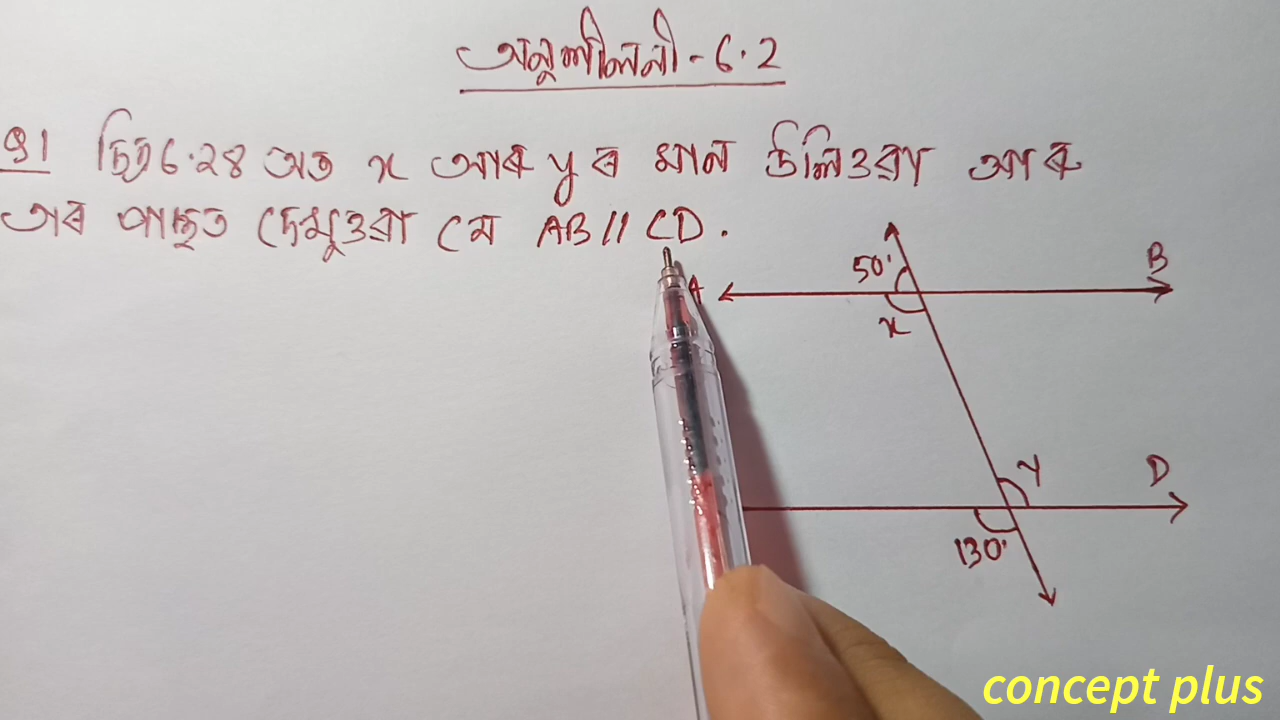 অনুশীলনী - 6.2
Q1 চিত্ৰ 6.28 অত x আৰু y ৰ মান উলিওৱা আৰু
তাৰ পাছত দেখুওৱা যে AB // CD.
50°
B
A
x
y
D
130°
concept plus